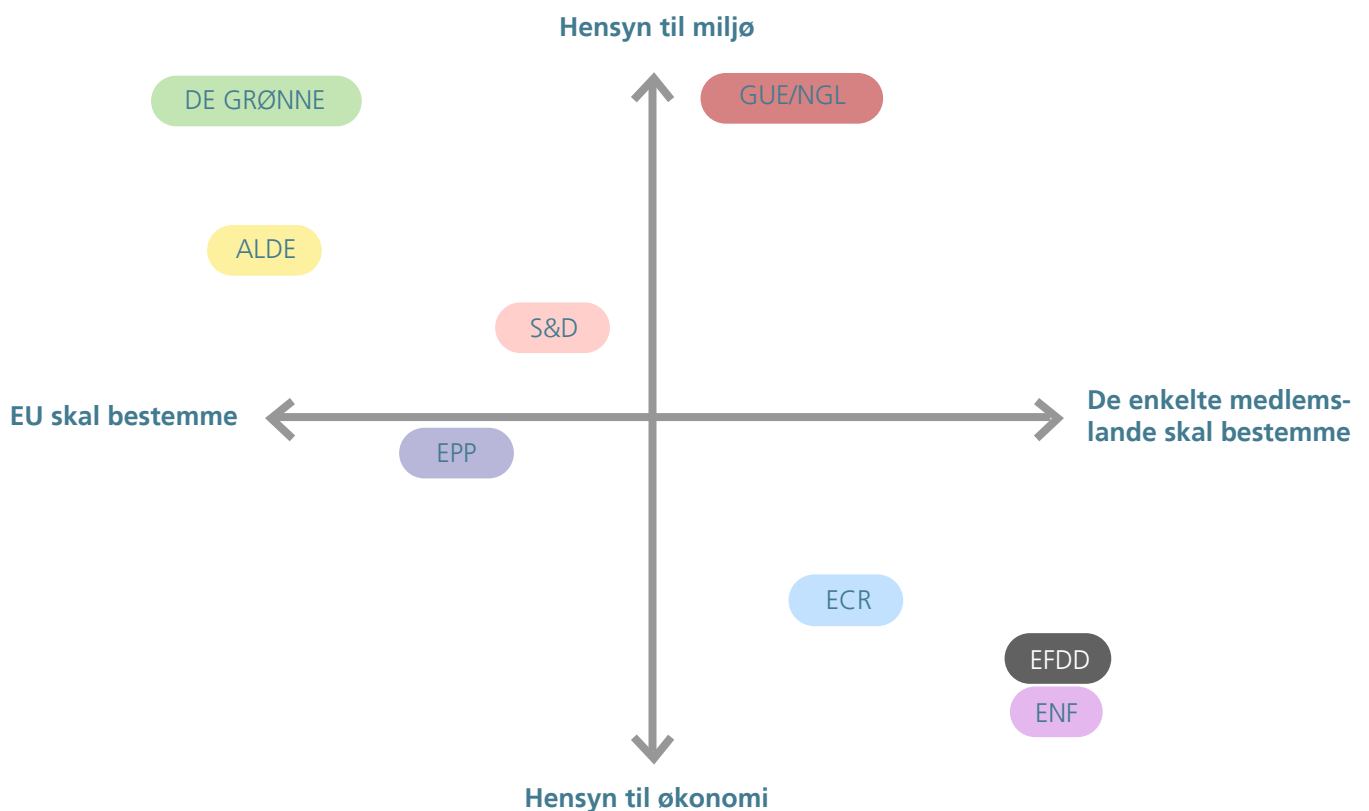 Hensyn til miljø
DE GRØNNE
GUE/NGL
ALDE
S&D
EU skal bestemme
De enkelte medlems-
lande skal bestemme
EPP
ECR
EFDD
ENF
Hensyn til økonomi